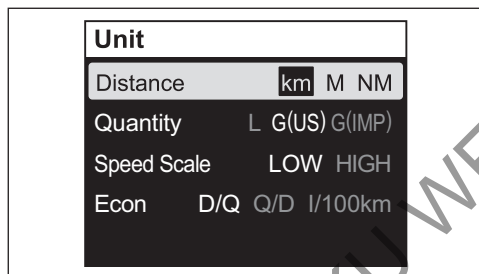 Unit
Distance km M NM
Quantity L G(US) G(IMP)
Speed Scale LOW HIGH
Econ D/Q Q/D l/100km